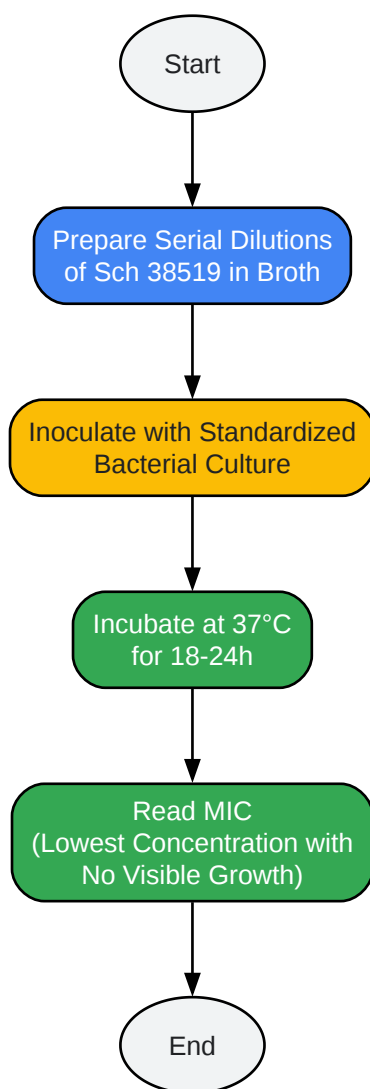 Start
Prepare Serial Dilutions
of Sch 38519 in Broth
Inoculate with Standardized
Bacterial Culture
Incubate at 37°C
for 18-24h
Read MIC
(Lowest Concentration with
No Visible Growth)
End